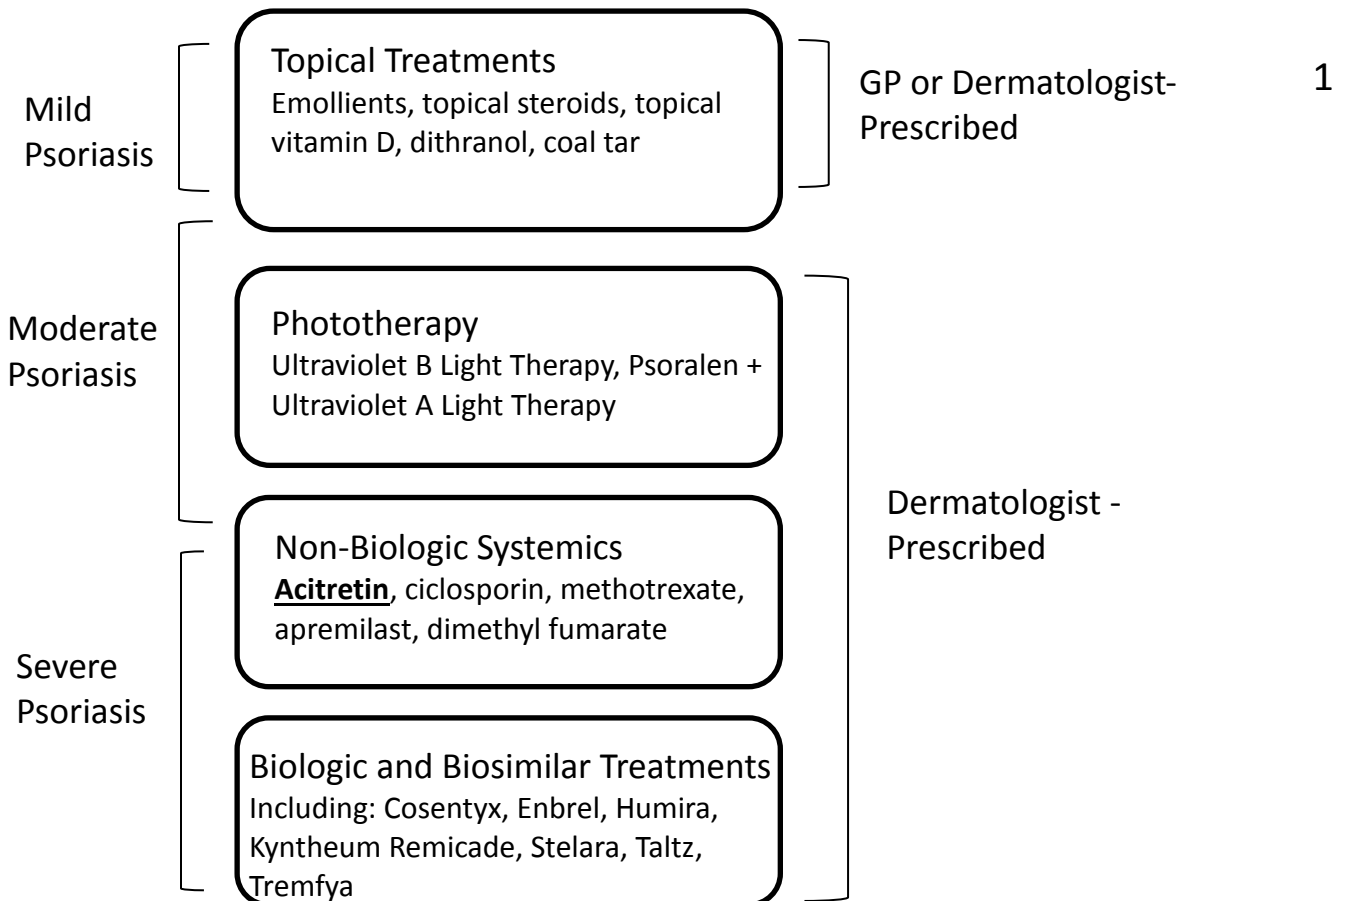 Mild
Psoriasis
Topical Treatments
Emollients, topical steroids, topical
vitamin D, dithranol, coal tar
GP or Dermatologist-
Prescribed
1
Moderate
Psoriasis
Phototherapy
Ultraviolet B Light Therapy, Psoralen +
Ultraviolet A Light Therapy
Non-Biologic Systemics
Acitretin, ciclosporin, methotrexate,
apremilast, dimethyl fumarate
Dermatologist -
Prescribed
Severe
Psoriasis
Biologic and Biosimilar Treatments
Including: Cosentyx, Enbrel, Humira,
Kyntheum Remicade, Stelara, Taltz,
Tremfya